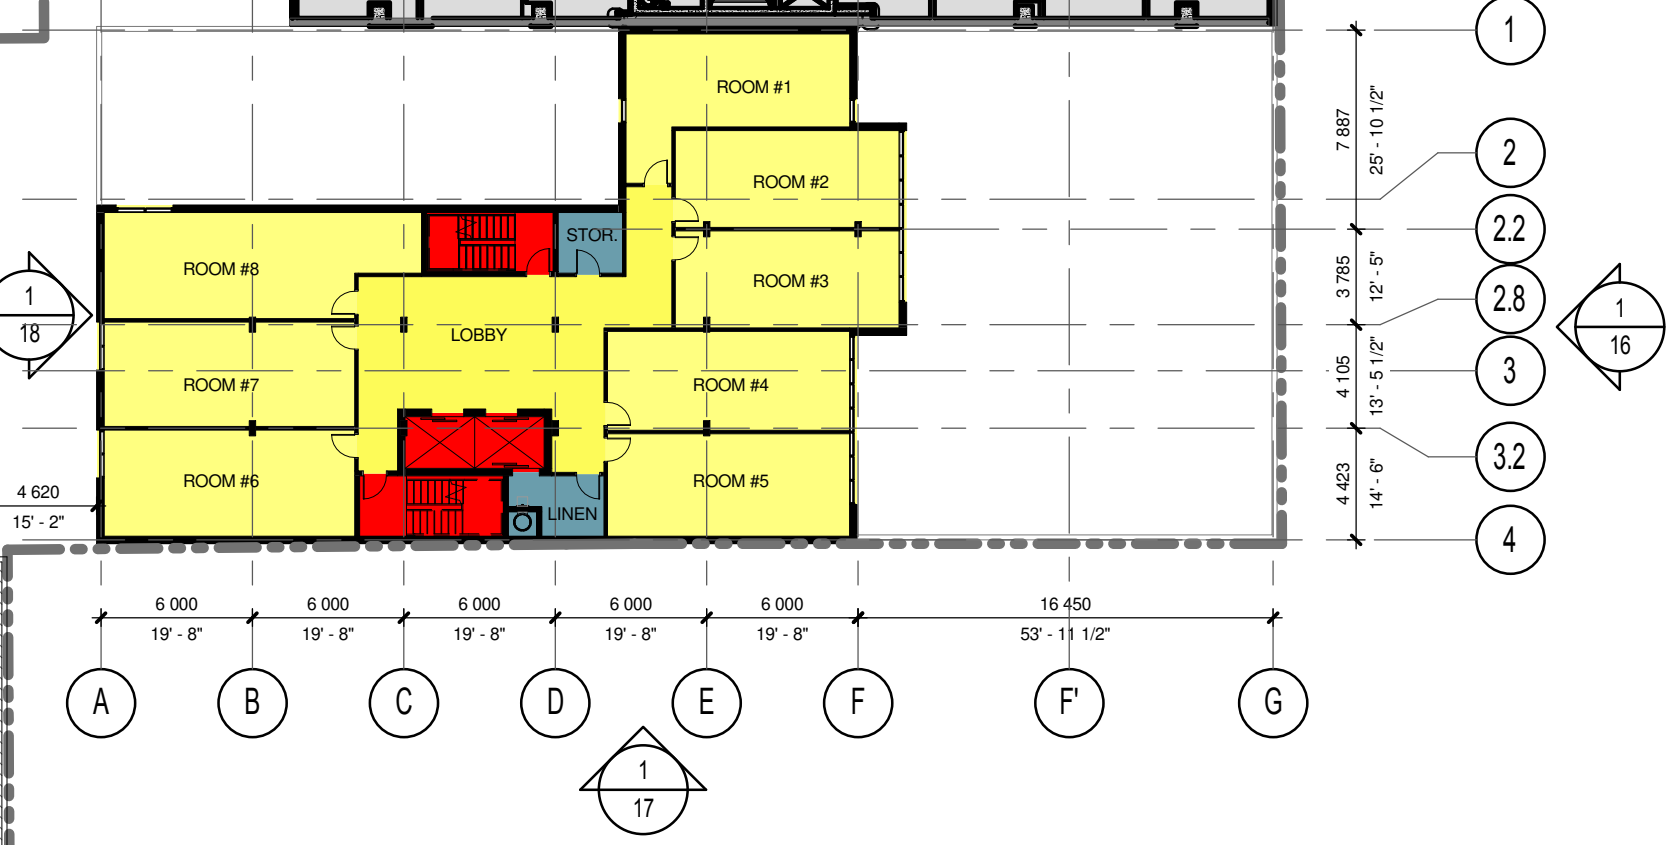 1
ROOM #1
7 887
25' - 10 1/2"
2
ROOM #2
2.2
STOR.
ROOM #8
ROOM #3
3 785
12' - 5"
2.8
1
18
1
16
LOBBY
ROOM #7
ROOM #4
4 105
13' - 5 1/2"
3
3.2
ROOM #6
ROOM #5
4 423
14' - 6"
4 620
15' - 2"
LINEN
4
6 000
6 000
6 000
6 000
6 000
16 450
19' - 8"
19' - 8"
19' - 8"
19' - 8"
19' - 8"
53' - 11 1/2"
A
B
C
D
E
F
F'
G
1
17